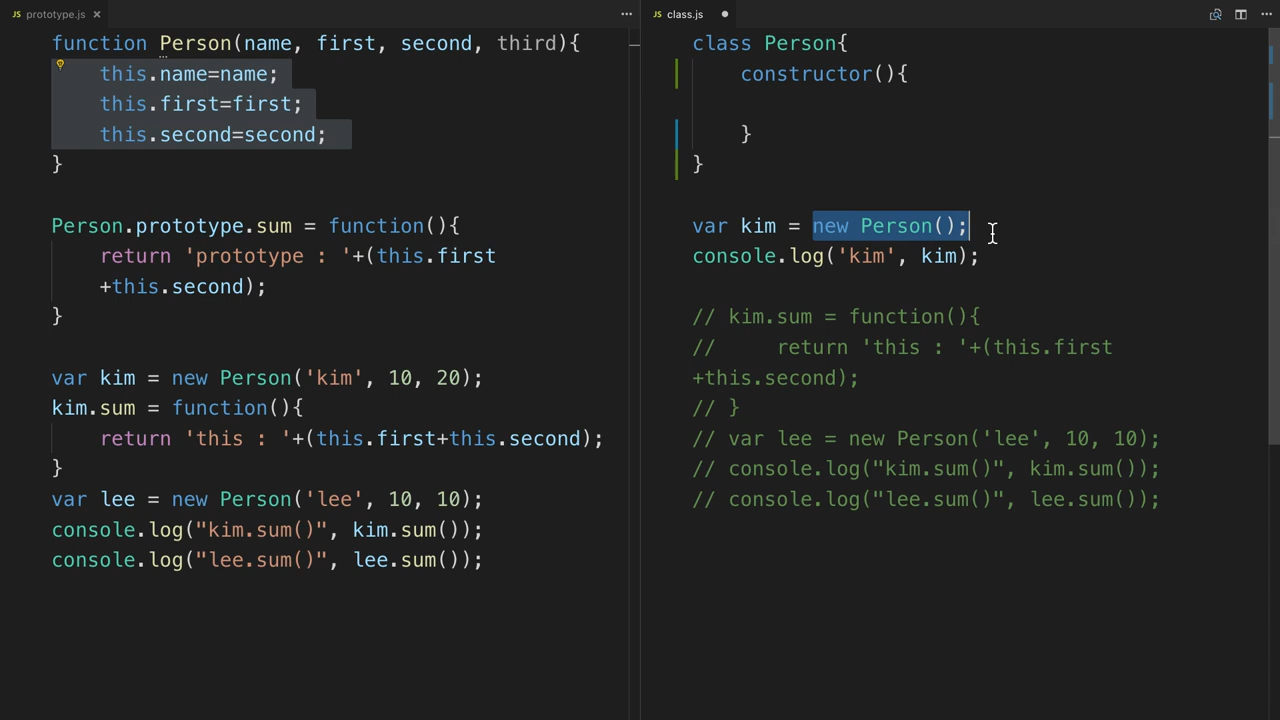 JS prototype.js ×
function Person(name, first, second, third){
    this.name=name;
    this.first=first;
    this.second=second;
}
Person.prototype.sum = function(){
    return 'prototype : '+(this.first
    +this.second);
}
var kim = new Person('kim', 10, 20);
kim.sum = function(){
    return 'this : '+(this.first+this.second);
}
var lee = new Person('lee', 10, 10);
console.log("kim.sum()", kim.sum());
console.log("lee.sum()", lee.sum());
JS class.js
class Person{
    constructor(){
    }
}
var kim = new Person();
console.log('kim', kim);
// kim.sum = function(){
//     return 'this : '+(this.first
+this.second);
// }
// var lee = new Person('lee', 10, 10);
// console.log("kim.sum()", kim.sum());
// console.log("lee.sum()", lee.sum());